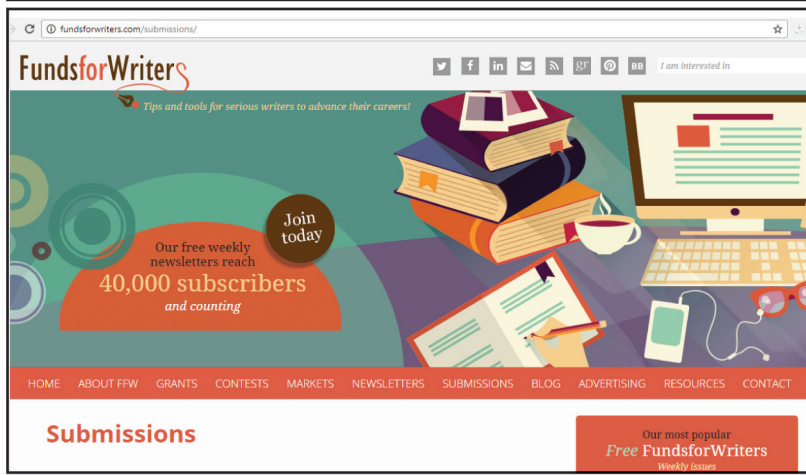 fundsforwriters.com/submissions/
FundsforWriters
I am interested in
gr
BB
Tips and tools for serious writers to advance their careers!
Join
today
Our free weekly
newsletters reach
40,000 subscribers
and counting
HOME ABOUT FFW GRANTS CONTESTS MARKETS NEWSLETTERS SUBMISSIONS BLOG ADVERTISING RESOURCES CONTACT
Submissions
Our most popular
Free FundsforWriters
Weekly issues